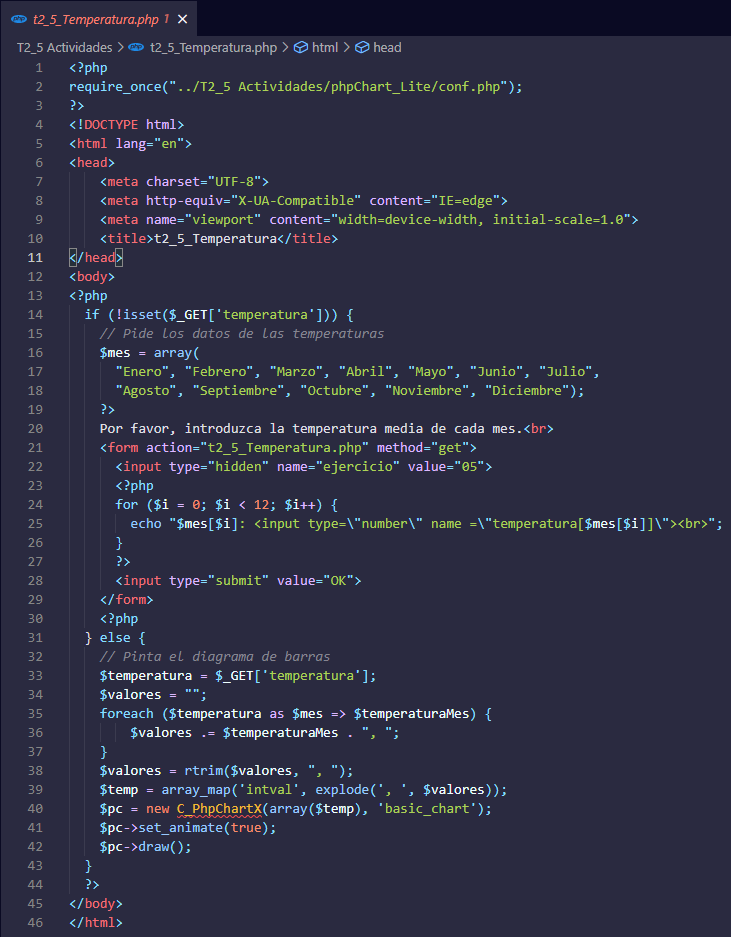 t2_5_Temperatura.php 1 ×
T2_5 Actividades > t2_5_Temperatura.php > html > head
1 <?php
2 require_once("../T2_5 Actividades/phpChart_Lite/conf.php");
3 ?>
4 <!DOCTYPE html>
5 <html lang="en">
6 <head>
7     <meta charset="UTF-8">
8     <meta http-equiv="X-UA-Compatible" content="IE=edge">
9     <meta name="viewport" content="width=device-width, initial-scale=1.0">
10     <title>t2_5_Temperatura</title>
11 </head>
12 <body>
13 <?php
14   if (!isset($_GET['temperatura'])) {
15     // Pide los datos de las temperaturas
16     $mes = array(
17       "Enero", "Febrero", "Marzo", "Abril", "Mayo", "Junio", "Julio",
18       "Agosto", "Septiembre", "Octubre", "Noviembre", "Diciembre");
19     ?>
20     Por favor, introduzca la temperatura media de cada mes.<br>
21     <form action="t2_5_Temperatura.php" method="get">
22       <input type="hidden" name="ejercicio" value="05">
23       <?php
24       for ($i = 0; $i < 12; $i++) {
25         echo "$mes[$i]: <input type=\"number\" name =\"temperatura[$mes[$i]]\"><br>";
26       }
27       ?>
28       <input type="submit" value="OK">
29     </form>
30     <?php
31   } else {
32     // Pinta el diagrama de barras
33     $temperatura = $_GET['temperatura'];
34     $valores = "";
35     foreach ($temperatura as $mes => $temperaturaMes) {
36         $valores .= $temperaturaMes . ", ";
37     }
38     $valores = rtrim($valores, ", ");
39     $temp = array_map('intval', explode(', ', $valores));
40     $pc = new C_PhpChartX(array($temp), 'basic_chart');
41     $pc->set_animate(true);
42     $pc->draw();
43   }
44   ?>
45 </body>
46 </html>